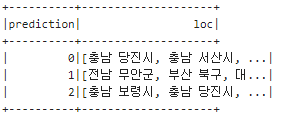 +----------+--------------------+
|prediction|                 loc|
+----------+--------------------+
|         0|[충남 당진시, 충남 서산시, ...|
|         1|[전남 무안군, 부산 북구, 대...|
|         2|[충남 보령시, 충남 당진시, ...|
+----------+--------------------+